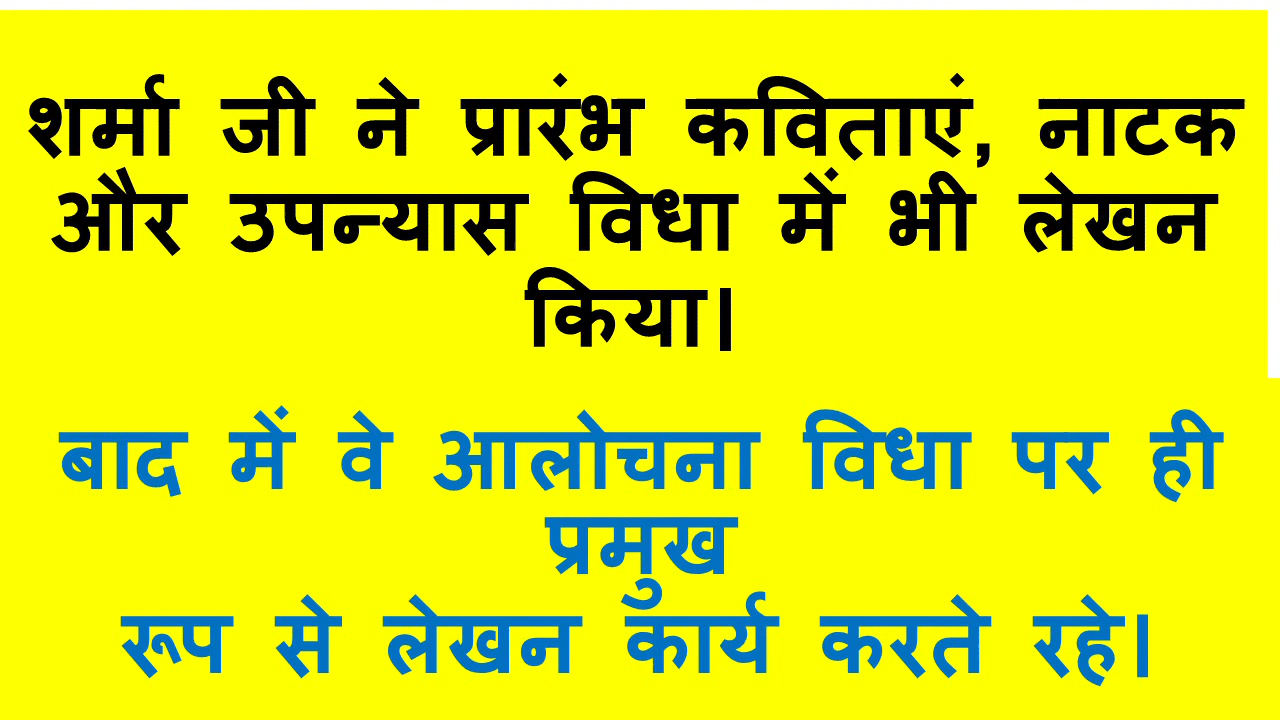 शर्मा जी ने प्रारंभ कविताएं, नाटक
और उपन्यास विधा में भी लेखन
किया।
बाद में वे आलोचना विधा पर ही
प्रमुख
रूप से लेखन कार्य करते रहे।